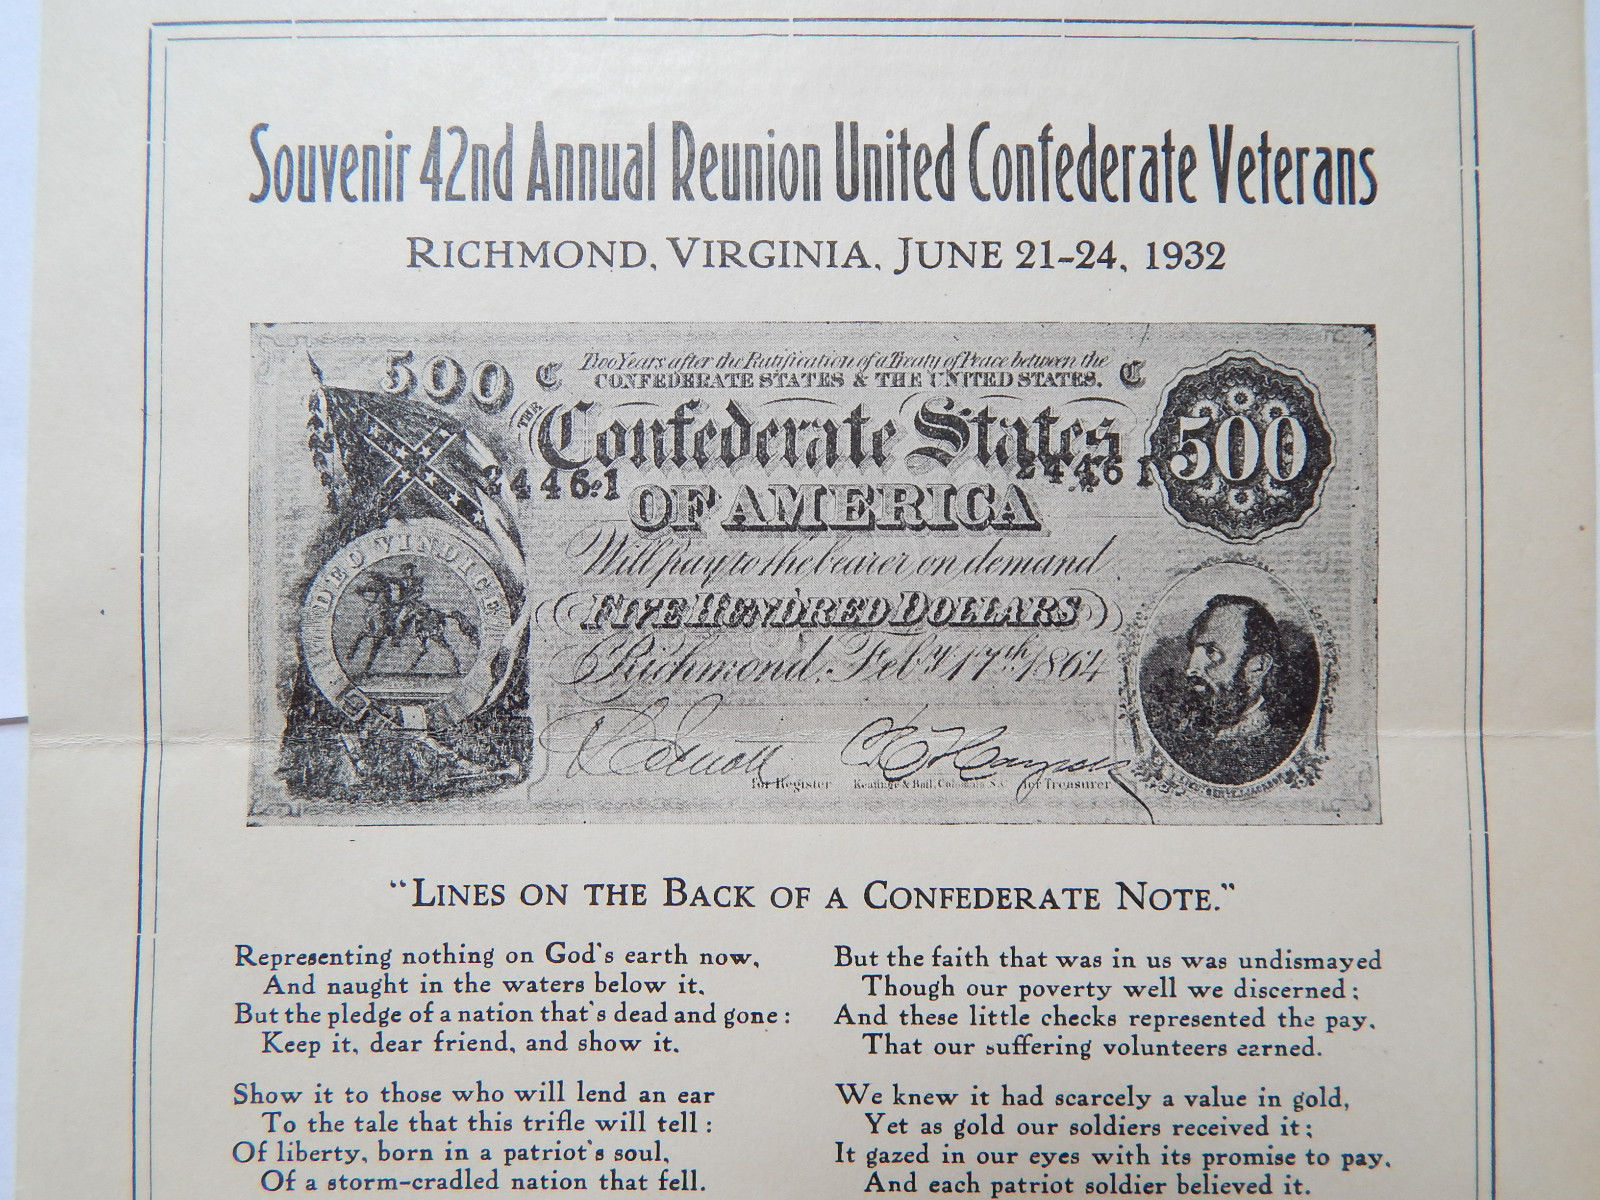 Souvenir 42nd Annual Reunion United Confederate Veterans
RICHMOND, VIRGINIA, JUNE 21-24, 1932
500
C Two Years after the Ratification of a Treaty of Peace between the C
CONFEDERATE STATES & THE UNITED STATES.
THE Confederate States
500
24461 24461
OF AMERICA
DEO VINDICE
Will pay to the bearer on demand
FIVE HUNDRED DOLLARS
Richmond, Feby. 17th 1864
for Register Keatinge & Ball, S.C. for Treasurer
"LINES ON THE BACK OF A CONFEDERATE NOTE."
Representing nothing on God's earth now,
And naught in the waters below it,
But the pledge of a nation that's dead and gone:
Keep it, dear friend, and show it.
Show it to those who will lend an ear
To the tale that this trifle will tell:
Of liberty, born in a patriot's soul,
Of a storm-cradled nation that fell.
But the faith that was in us was undismayed
Though our poverty well we discerned;
And these little checks represented the pay,
That our suffering volunteers earned.
We knew it had scarcely a value in gold,
Yet as gold our soldiers received it;
It gazed in our eyes with its promise to pay,
And each patriot soldier believed it.